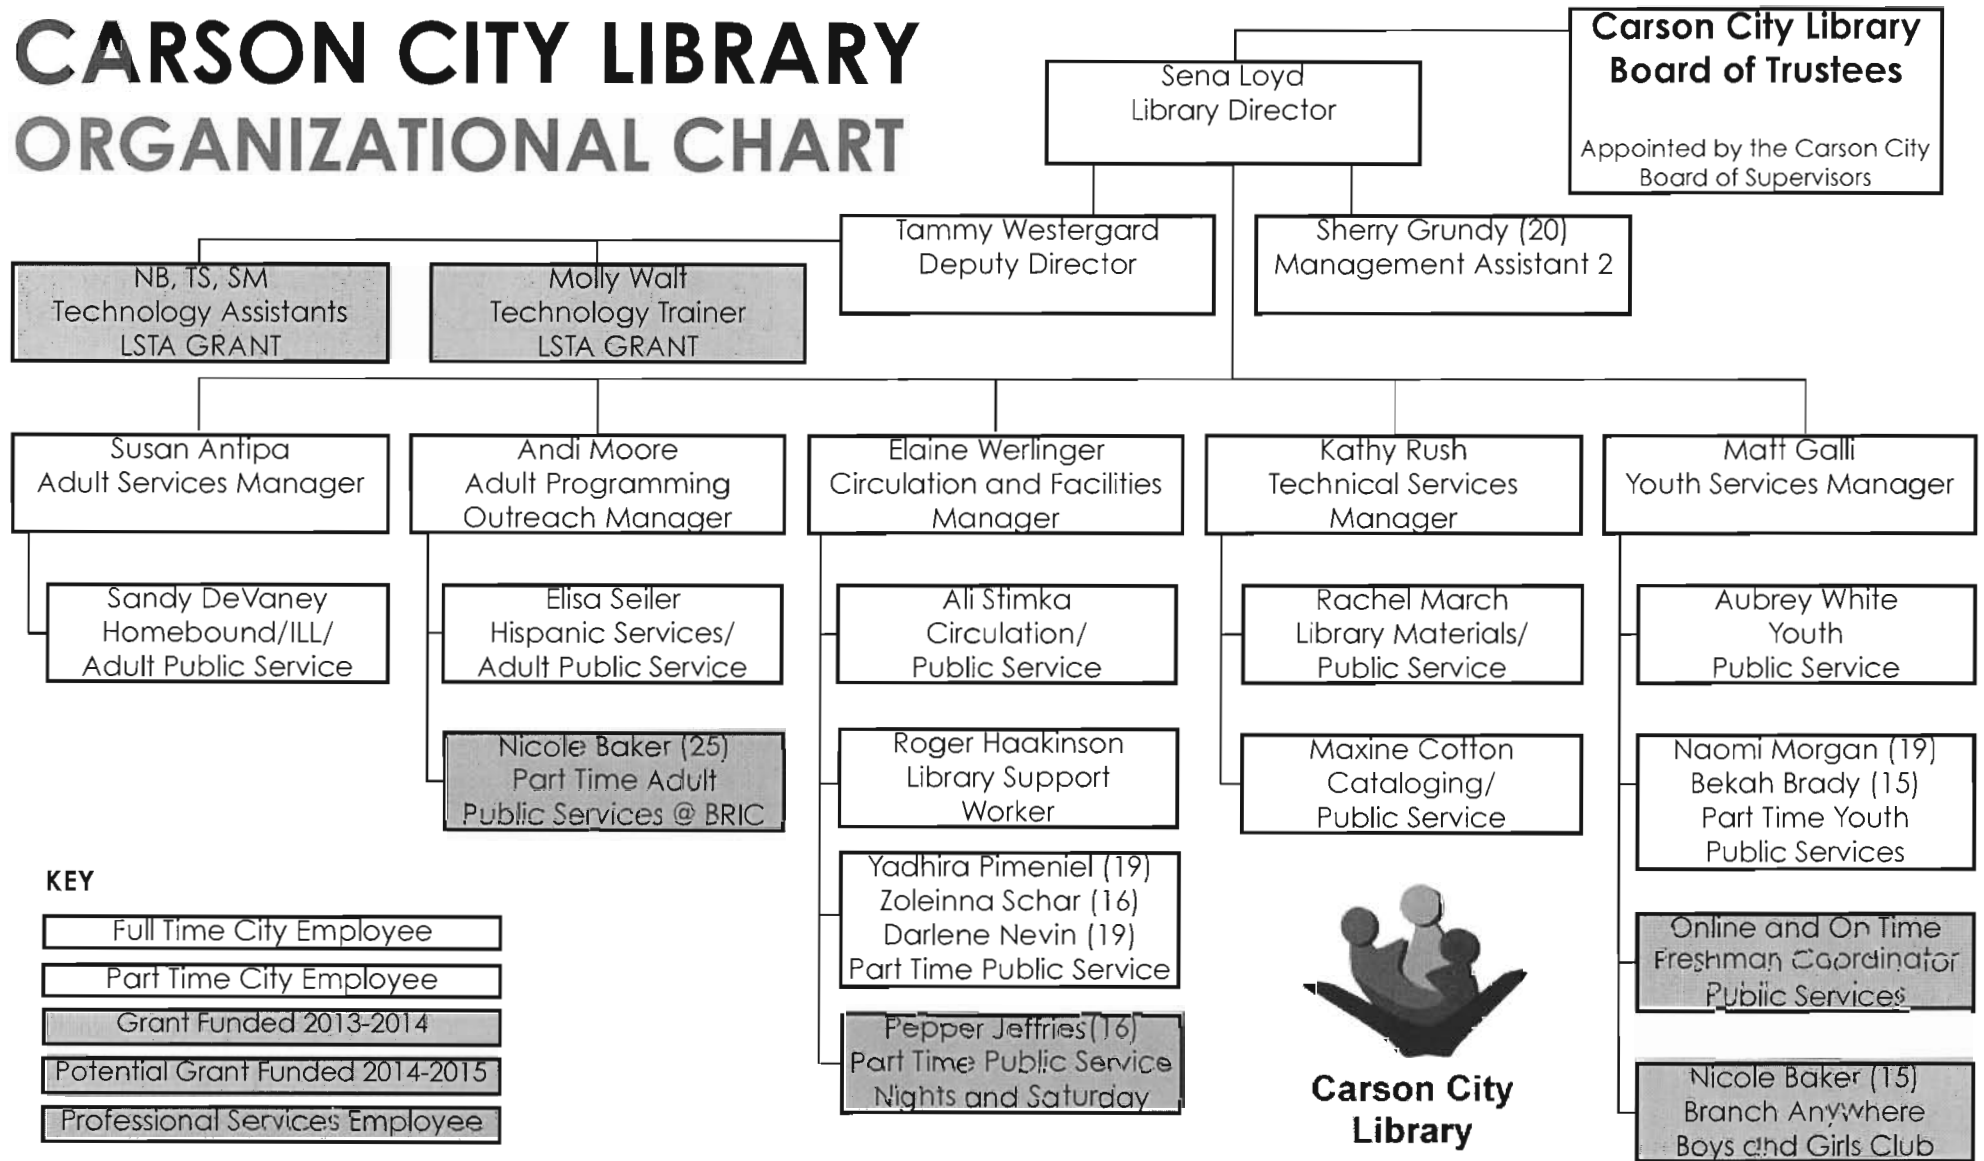 CARSON CITY LIBRARY
ORGANIZATIONAL CHART
Carson City Library
Board of Trustees
Appointed by the Carson City
Board of Supervisors
Sena Loyd
Library Director
Tammy Westergard
Deputy Director
Sherry Grundy (20)
Management Assistant 2
NB, TS, SM
Technology Assistants
LSTA GRANT
Molly Walt
Technology Trainer
LSTA GRANT
Susan Antipa
Adult Services Manager
Andi Moore
Adult Programming
Outreach Manager
Elaine Werlinger
Circulation and Facilities
Manager
Kathy Rush
Technical Services
Manager
Matt Galli
Youth Services Manager
Sandy DeVaney
Homebound/ILL/
Adult Public Service
Elisa Seiler
Hispanic Services/
Adult Public Service
Ali Stimka
Circulation/
Public Service
Rachel March
Library Materials/
Public Service
Aubrey White
Youth
Public Service
Nicole Baker (25)
Part Time Adult
Public Services @ BRIC
Roger Haakinson
Library Support
Worker
Maxine Cotton
Cataloging/
Public Service
Naomi Morgan (19)
Bekah Brady (15)
Part Time Youth
Public Services
Yadhira Pimeniel (19)
Zoleinna Schar (16)
Darlene Nevin (19)
Part Time Public Service
Online and On Time
Freshman Coordinator
Public Services
Pepper Jeffries(16)
Part Time Public Service
Nights and Saturday
Nicole Baker (15)
Branch Anywhere
Boys and Girls Club
KEY
Full Time City Employee
Part Time City Employee
Grant Funded 2013-2014
Potential Grant Funded 2014-2015
Professional Services Employee
Carson City
Library